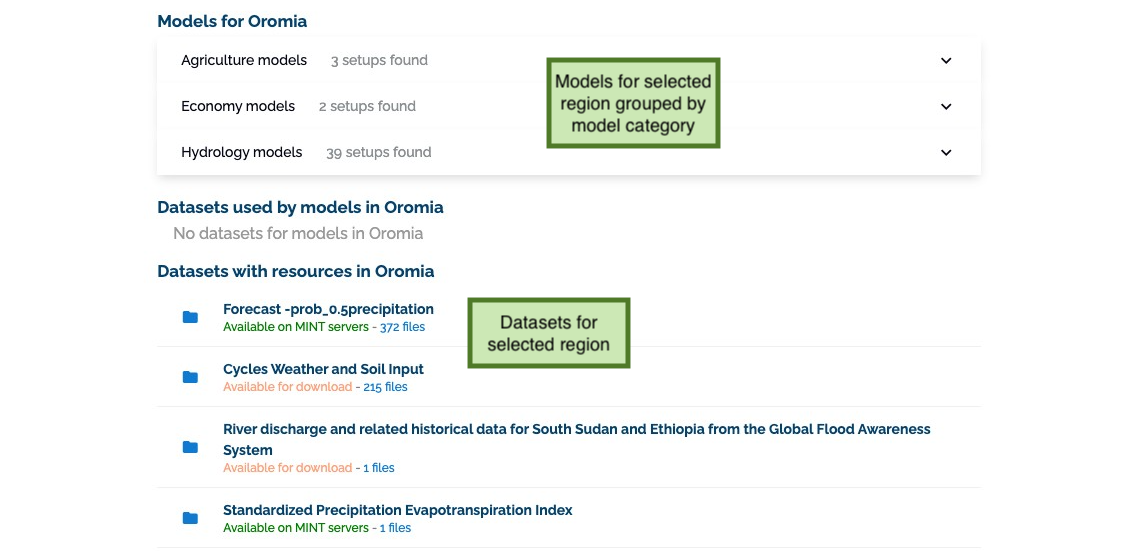 Models for Oromia
Agriculture models 3 setups found
Economy models 2 setups found
Hydrology models 39 setups found
Models for selected
region grouped by
model category
Datasets used by models in Oromia
No datasets for models in Oromia
Datasets with resources in Oromia
Forecast -prob_0.5precipitation
Available on MINT servers - 372 files
Datasets for
selected region
Cycles Weather and Soil Input
Available for download - 215 files
River discharge and related historical data for South Sudan and Ethiopia from the Global Flood Awareness
System
Available for download - 1 files
Standardized Precipitation Evapotranspiration Index
Available on MINT servers - 1 files